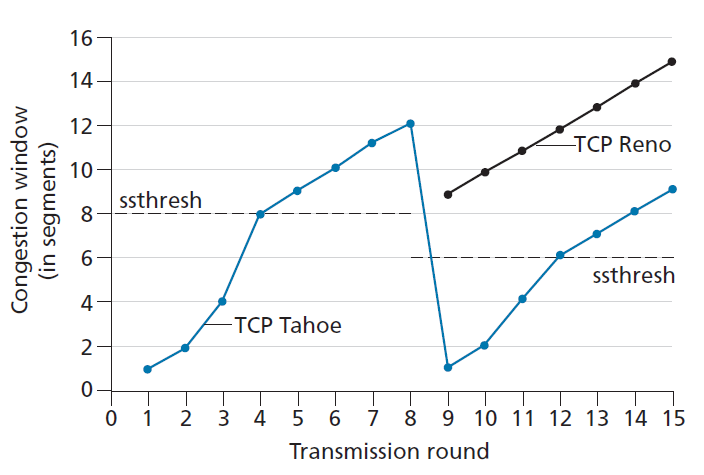 Congestion window
(in segments)
16
14
12
10
8
6
4
2
0
ssthresh
TCP Tahoe
TCP Reno
ssthresh
0 1 2 3 4 5 6 7 8 9 10 11 12 13 14 15
Transmission round